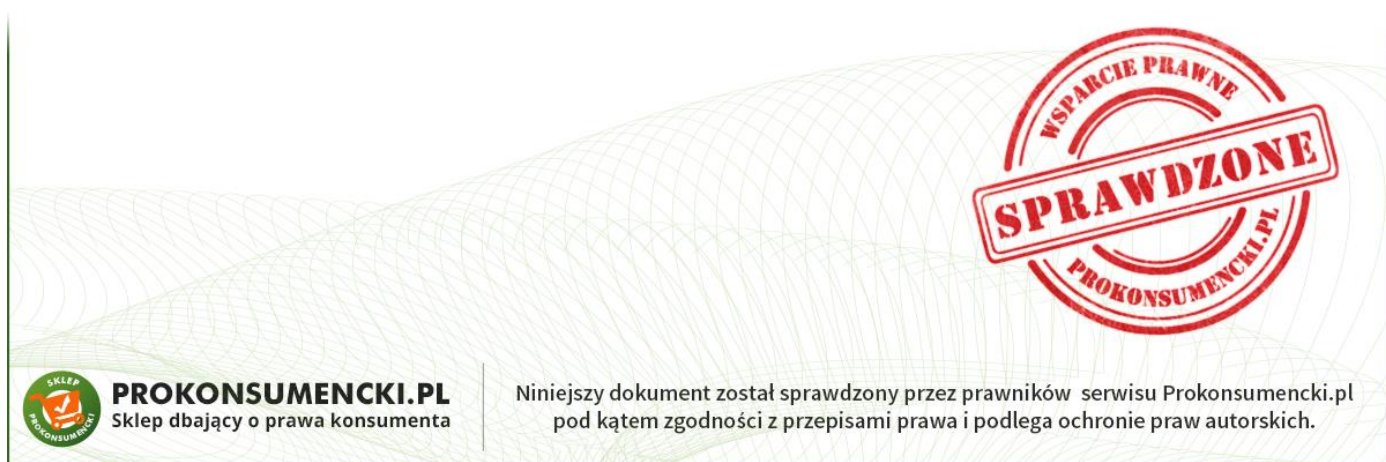 WSPARCIE PRAWNE
SPRAWDZONE
PROKONSUMENCKI.PL
SKLEP
PROKONSUMENCKI
PROKONSUMENCKI.PL
Sklep dbający o prawa konsumenta
Niniejszy dokument został sprawdzony przez prawników serwisu Prokonsumencki.pl
pod kątem zgodności z przepisami prawa i podlega ochronie praw autorskich.